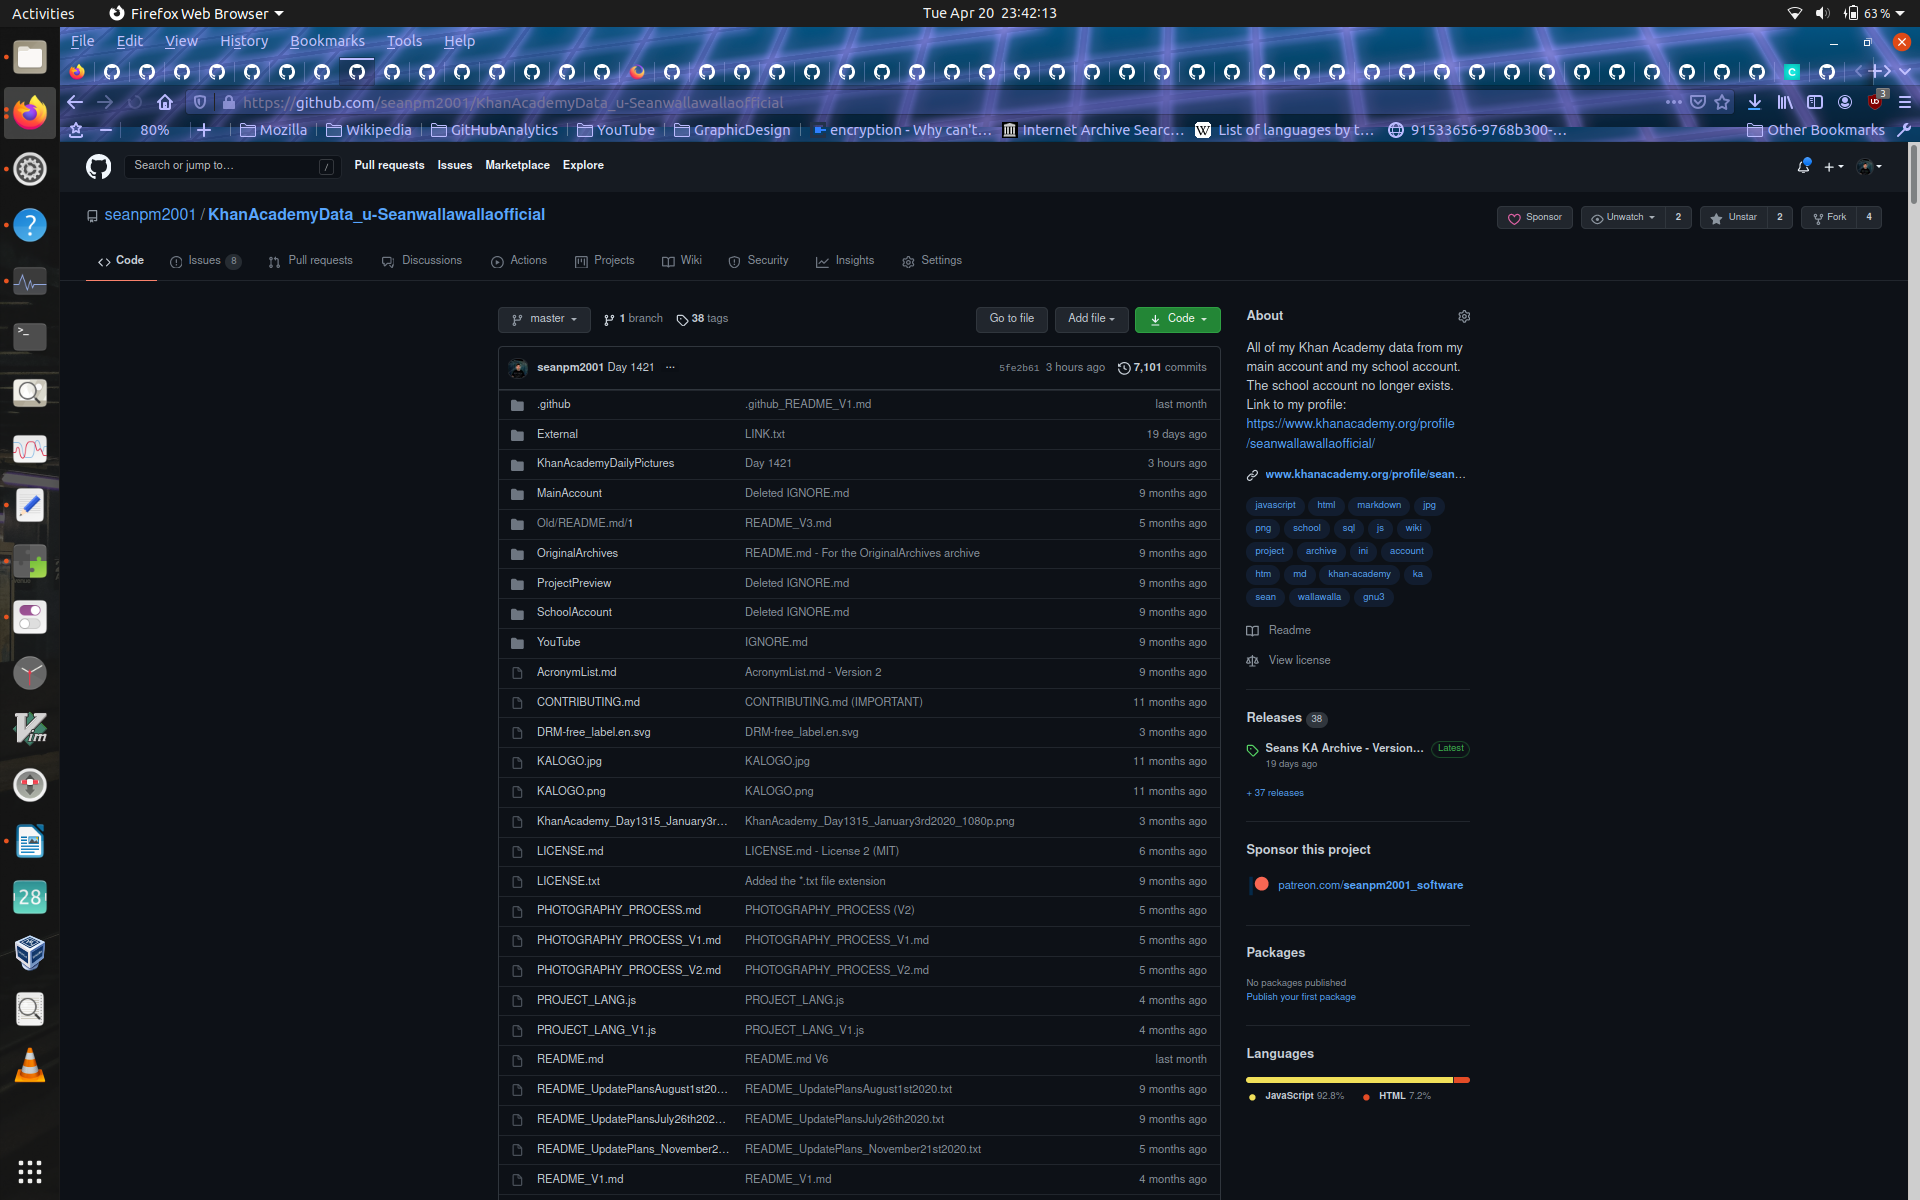 Activities
Firefox Web Browser
Tue Apr 20 23:42:13
63 %
File Edit View History Bookmarks Tools Help
https://github.com/seanpm2001/KhanAcademyData_u-Seanwallawallaofficial
3
80%
Mozilla
Wikipedia
GitHubAnalytics
YouTube
GraphicDesign
encryption - Why can't…
Internet Archive Searc…
List of languages by t…
91533656-9768b300-…
Other Bookmarks
Search or jump to…
/
Pull requests Issues Marketplace Explore
seanpm2001 / KhanAcademyData_u-Seanwallawallaofficial
Sponsor
Unwatch 2
Unstar 2
Fork 4
Code
Issues 8
Pull requests
Discussions
Actions
Projects
Wiki
Security
Insights
Settings
master
1 branch
38 tags
Go to file
Add file
Code
seanpm2001 Day 1421 ...
5fe2b61 3 hours ago 7,101 commits
.github .github_README_V1.md last month
External LINK.txt 19 days ago
KhanAcademyDailyPictures Day 1421 3 hours ago
MainAccount Deleted IGNORE.md 9 months ago
Old/README.md/1 README_V3.md 5 months ago
OriginalArchives README.md - For the OriginalArchives archive 9 months ago
ProjectPreview Deleted IGNORE.md 9 months ago
SchoolAccount Deleted IGNORE.md 9 months ago
YouTube IGNORE.md 9 months ago
AcronymList.md AcronymList.md - Version 2 9 months ago
CONTRIBUTING.md CONTRIBUTING.md (IMPORTANT) 11 months ago
DRM-free_label.en.svg DRM-free_label.en.svg 3 months ago
KALOGO.jpg KALOGO.jpg 11 months ago
KALOGO.png KALOGO.png 11 months ago
KhanAcademy_Day1315_January3r… KhanAcademy_Day1315_January3rd2020_1080p.png 3 months ago
LICENSE.md LICENSE.md - License 2 (MIT) 6 months ago
LICENSE.txt Added the *.txt file extension 9 months ago
PHOTOGRAPHY_PROCESS.md PHOTOGRAPHY_PROCESS (V2) 5 months ago
PHOTOGRAPHY_PROCESS_V1.md PHOTOGRAPHY_PROCESS_V1.md 5 months ago
PHOTOGRAPHY_PROCESS_V2.md PHOTOGRAPHY_PROCESS_V2.md 5 months ago
PROJECT_LANG.js PROJECT_LANG.js 4 months ago
PROJECT_LANG_V1.js PROJECT_LANG_V1.js 4 months ago
README.md README.md V6 last month
README_UpdatePlansAugust1st20… README_UpdatePlansAugust1st2020.txt 9 months ago
README_UpdatePlansJuly26th202… README_UpdatePlansJuly26th2020.txt 9 months ago
README_UpdatePlans_November2… README_UpdatePlans_November21st2020.txt 5 months ago
README_V1.md README_V1.md 4 months ago
About
All of my Khan Academy data from my
main account and my school account.
The school account no longer exists.
Link to my profile:
https://www.khanacademy.org/profile
/seanwallawallaofficial/
www.khanacademy.org/profile/sean…
javascript html markdown jpg
png school sql js wiki
project archive ini account
htm md khan-academy ka
sean wallawalla gnu3
Readme
View license
Releases 38
Seans KA Archive - Version… Latest
19 days ago
+ 37 releases
Sponsor this project
patreon.com/seanpm2001_software
Packages
No packages published
Publish your first package
Languages
JavaScript 92.8% HTML 7.2%
28
Vim